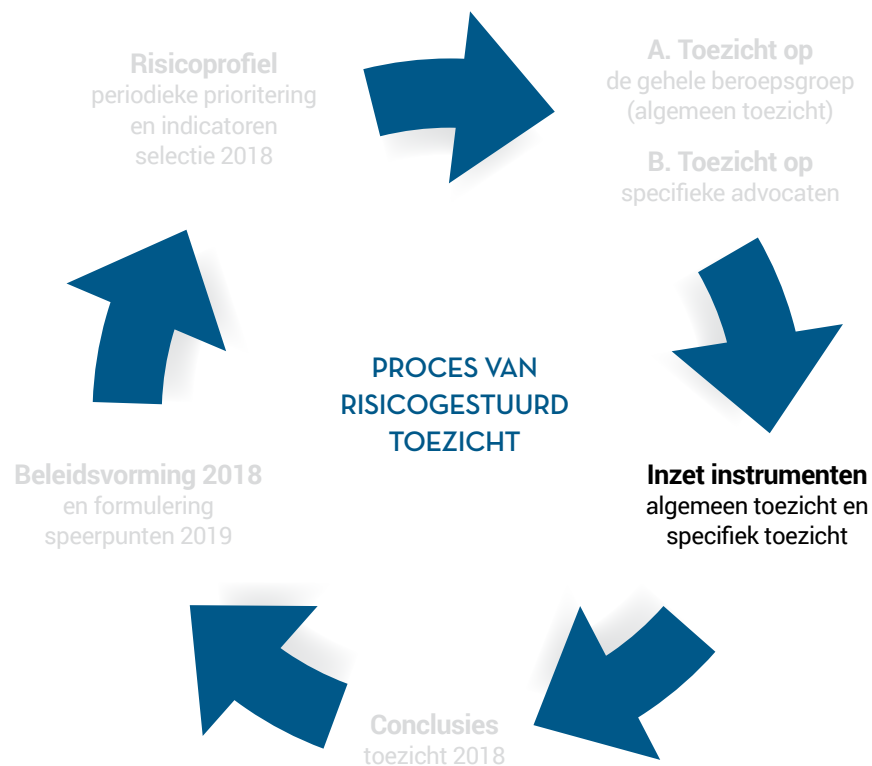 Risicoprofiel
periodieke prioritering
en indicatoren
selectie 2018
A. Toezicht op
de gehele beroepsgroep
(algemeen toezicht)
B. Toezicht op
specifieke advocaten
PROCES VAN
RISICOGESTUURD
TOEZICHT
Inzet instrumenten
algemeen toezicht en
specifiek toezicht
Conclusies
toezicht 2018
Beleidsvorming 2018
en formulering
speerpunten 2019